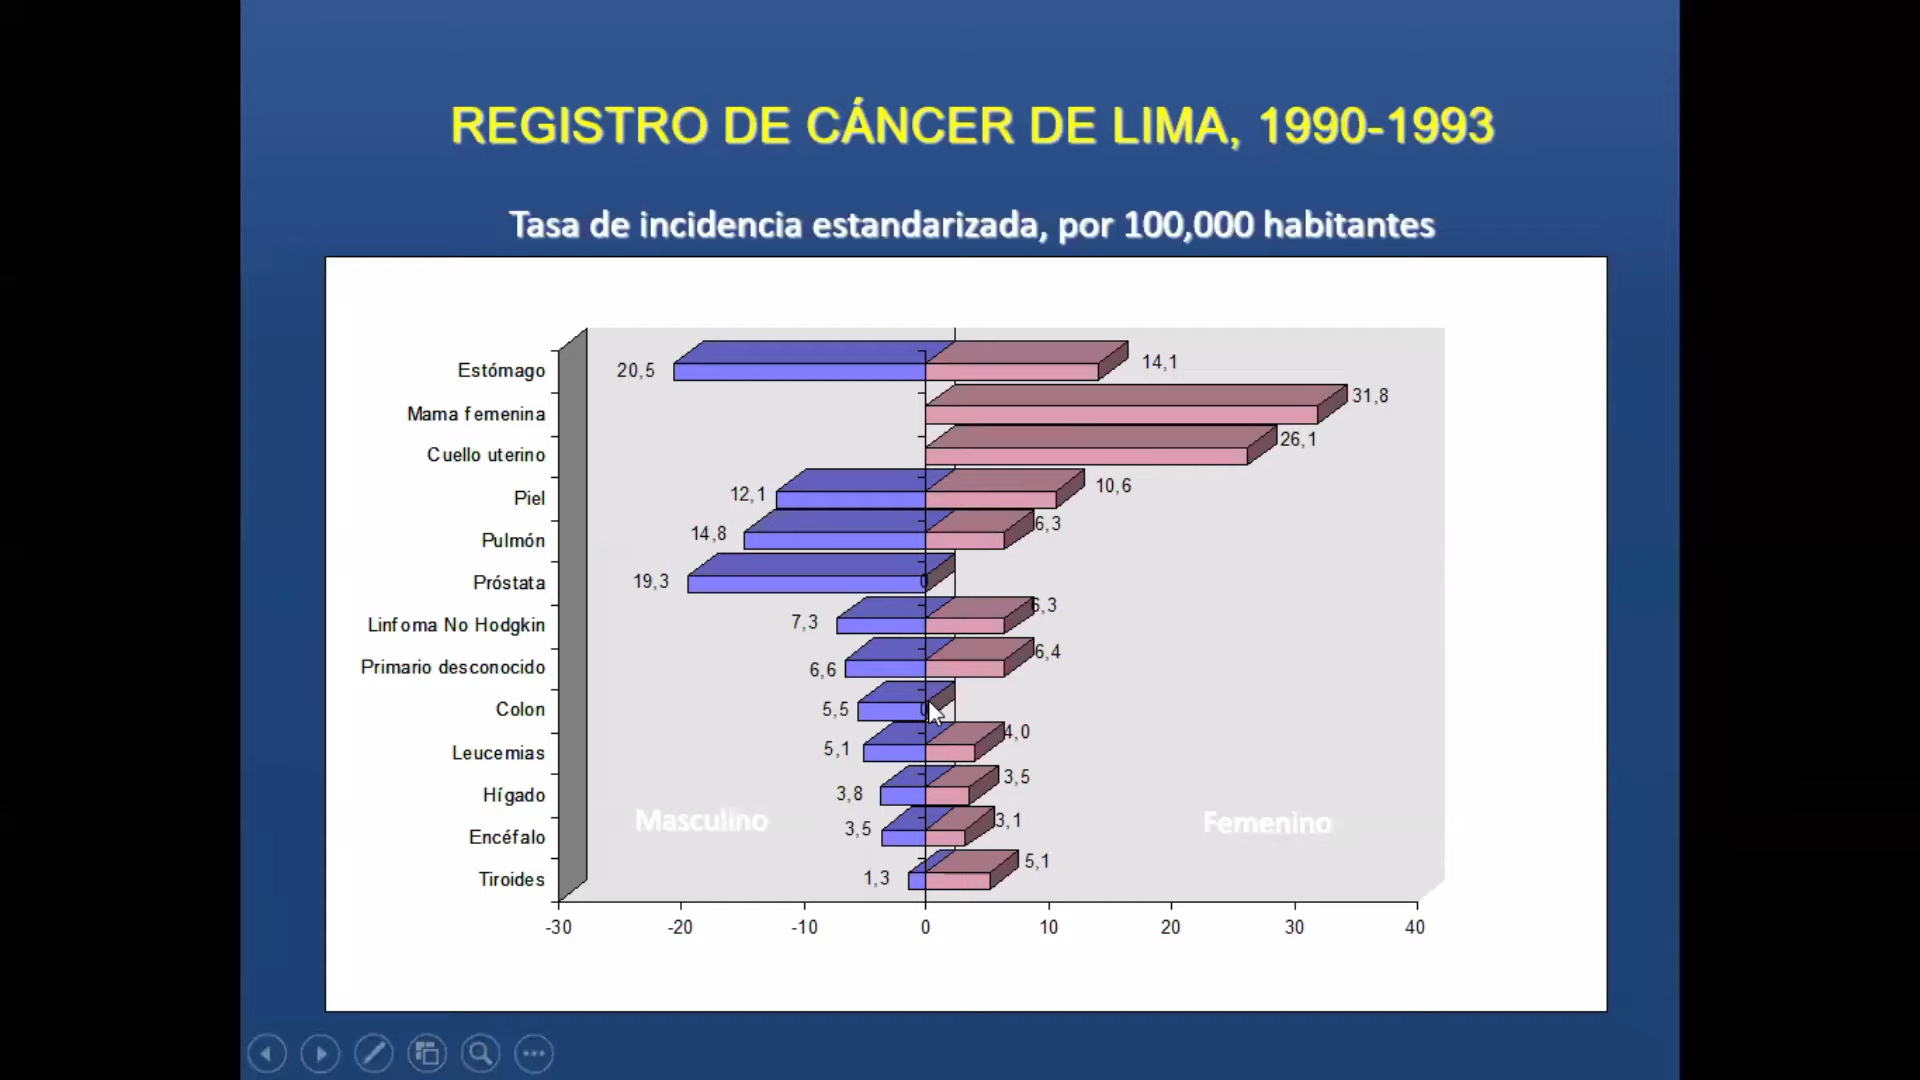 REGISTRO DE CÁNCER DE LIMA, 1990-1993
Tasa de incidencia estandarizada, por 100,000 habitantes
Estómago 20,5 14,1
Mama femenina 31,8
Cuello uterino 26,1
Piel 12,1 10,6
Pulmón 14,8 6,3
Próstata 19,3 0
Linfoma No Hodgkin 7,3 6,3
Primario desconocido 6,6 6,4
Colon 5,5 0
Leucemias 5,1 4,0
Hígado 3,8 3,5
Encéfalo 3,5 3,1
Masculino Femenino
Tiroides 1,3 5,1
-30 -20 -10 0 10 20 30 40